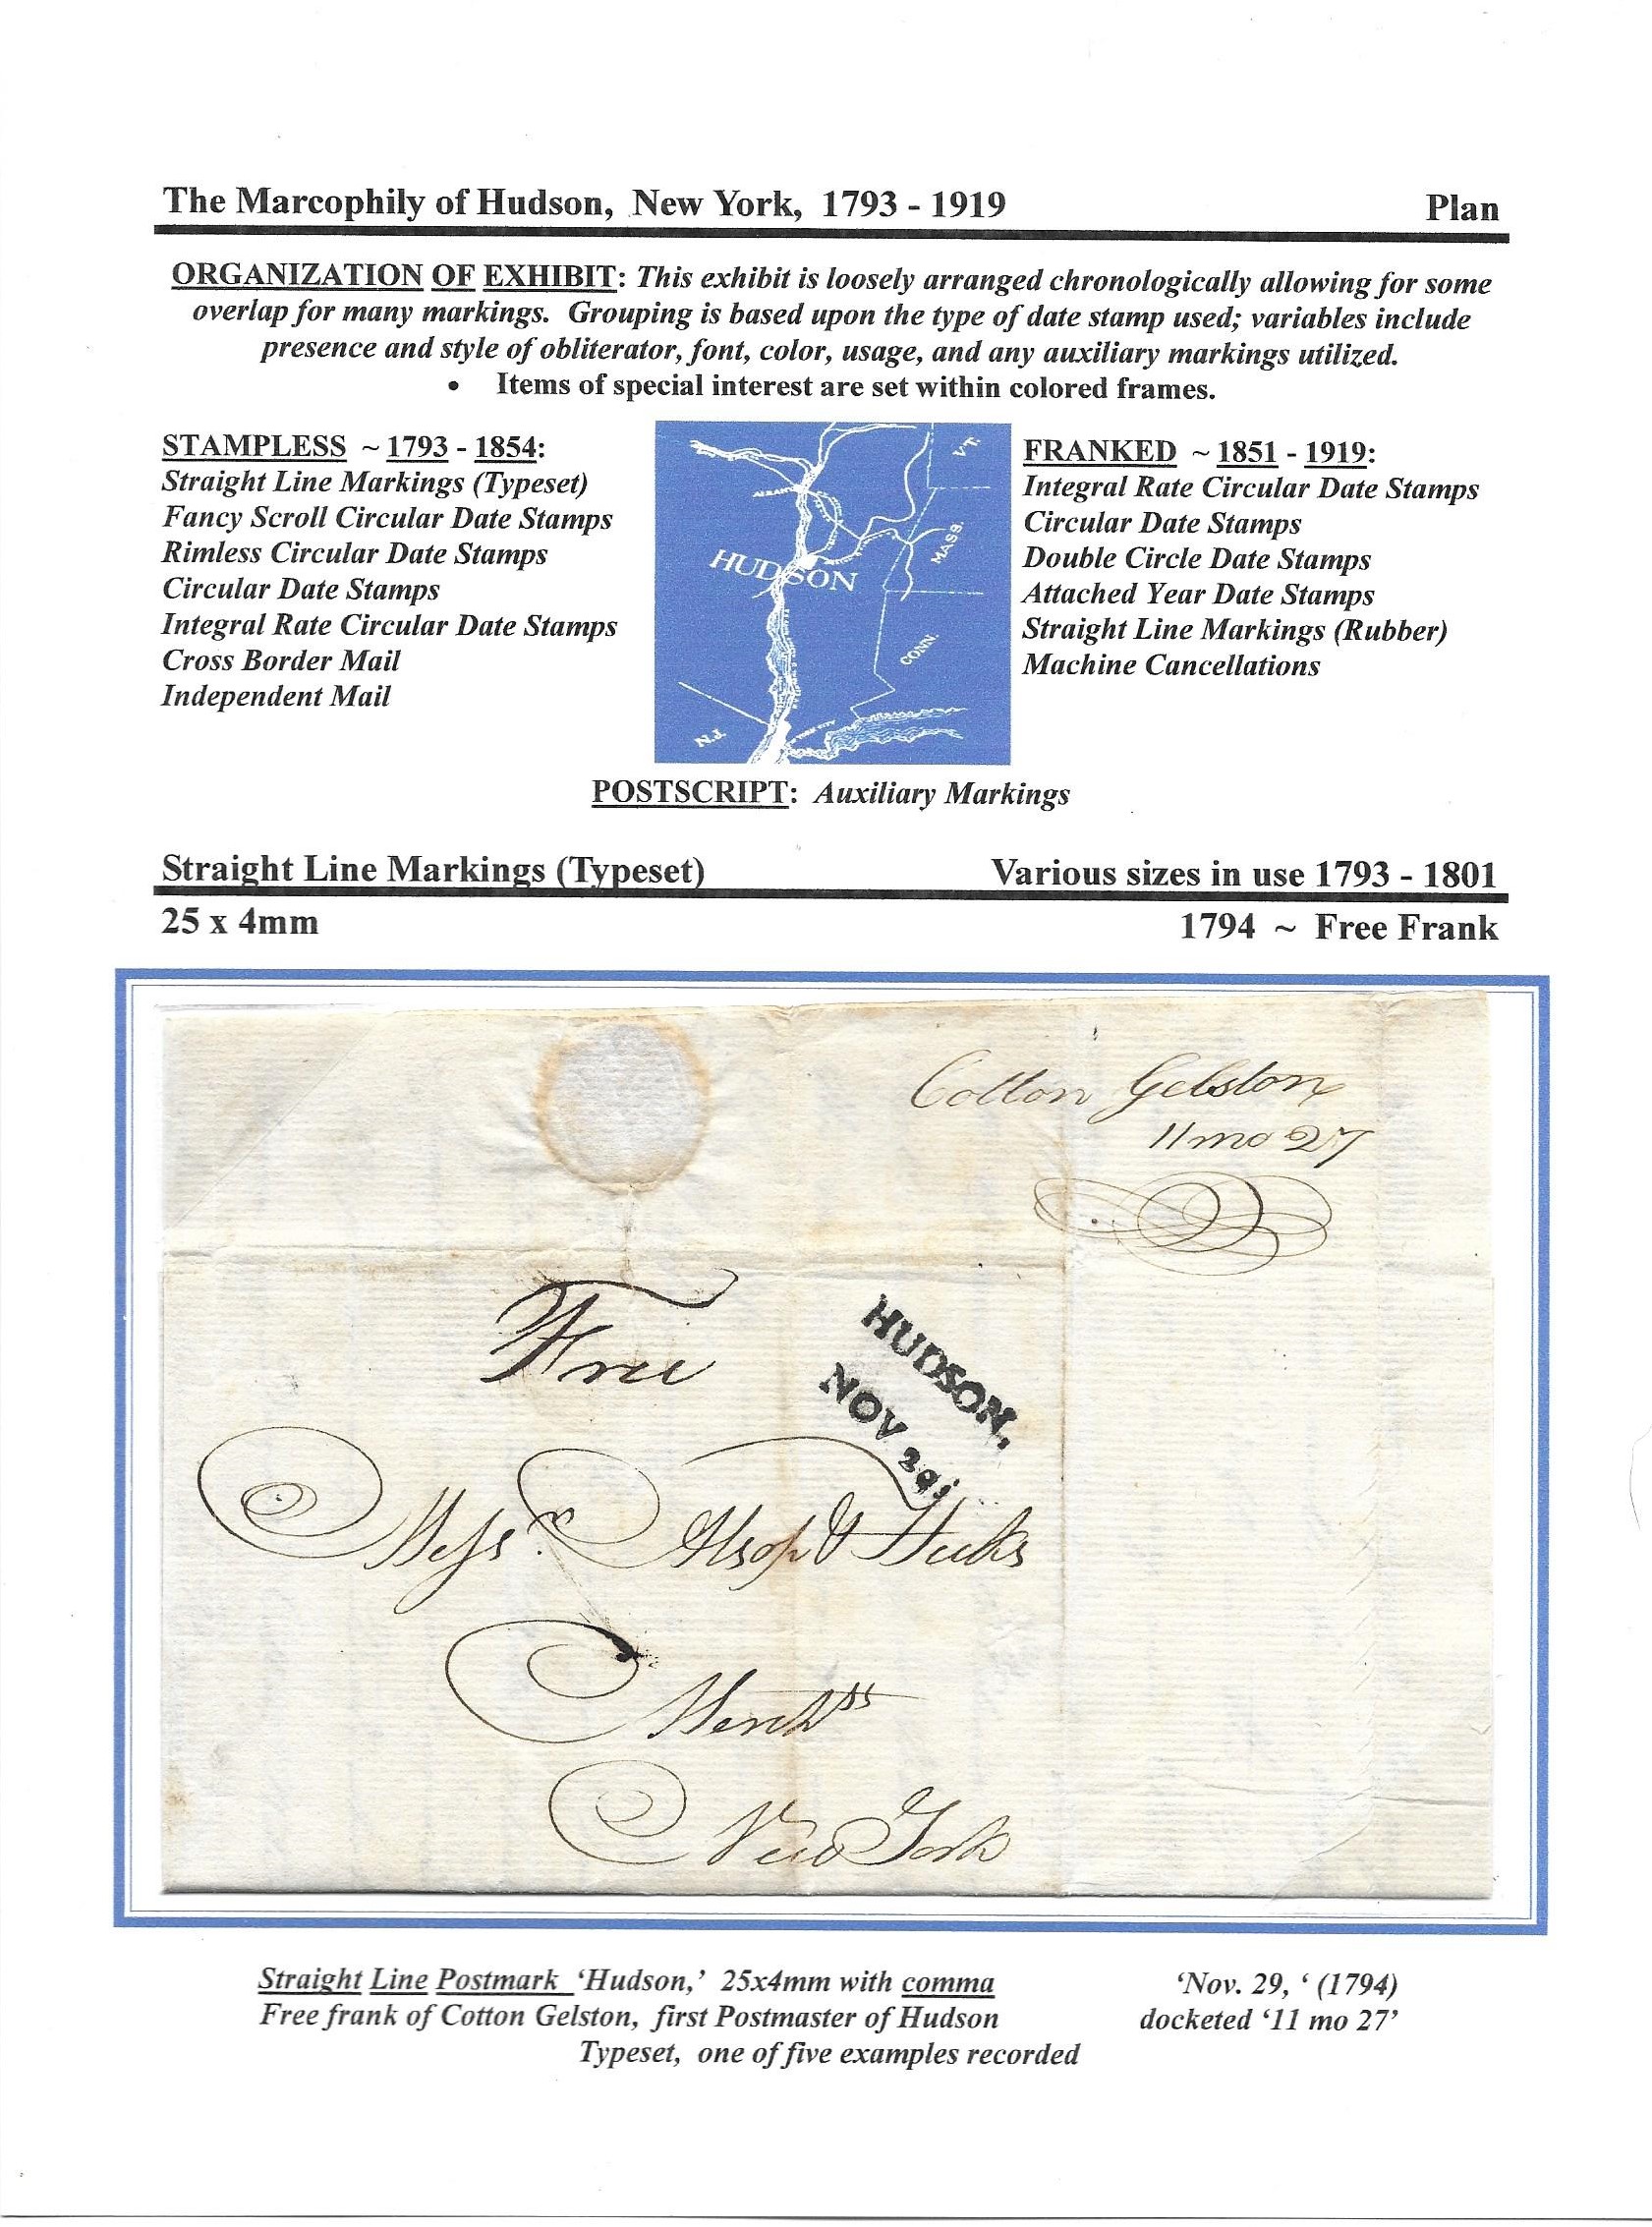 The Marcophily of Hudson, New York, 1793 - 1919 Plan
ORGANIZATION OF EXHIBIT: This exhibit is loosely arranged chronologically allowing for some
overlap for many markings. Grouping is based upon the type of date stamp used; variables include
presence and style of obliterator, font, color, usage, and any auxiliary markings utilized.
• Items of special interest are set within colored frames.
STAMPLESS ~ 1793 - 1854:
Straight Line Markings (Typeset)
Fancy Scroll Circular Date Stamps
Rimless Circular Date Stamps
Circular Date Stamps
Integral Rate Circular Date Stamps
Cross Border Mail
Independent Mail
VT.
MASS.
HUDSON
CONN.
N.J.
FRANKED ~ 1851 - 1919:
Integral Rate Circular Date Stamps
Circular Date Stamps
Double Circle Date Stamps
Attached Year Date Stamps
Straight Line Markings (Rubber)
Machine Cancellations
POSTSCRIPT: Auxiliary Markings
Straight Line Markings (Typeset) Various sizes in use 1793 - 1801
25 x 4mm 1794 ~ Free Frank
Cotton Gelston
11 mo 27
Free
HUDSON,
NOV 29,
Messrs Alsop &
Merchts
New York
Straight Line Postmark 'Hudson,' 25x4mm with comma 'Nov. 29, ' (1794)
Free frank of Cotton Gelston, first Postmaster of Hudson docketed '11 mo 27'
Typeset, one of five examples recorded